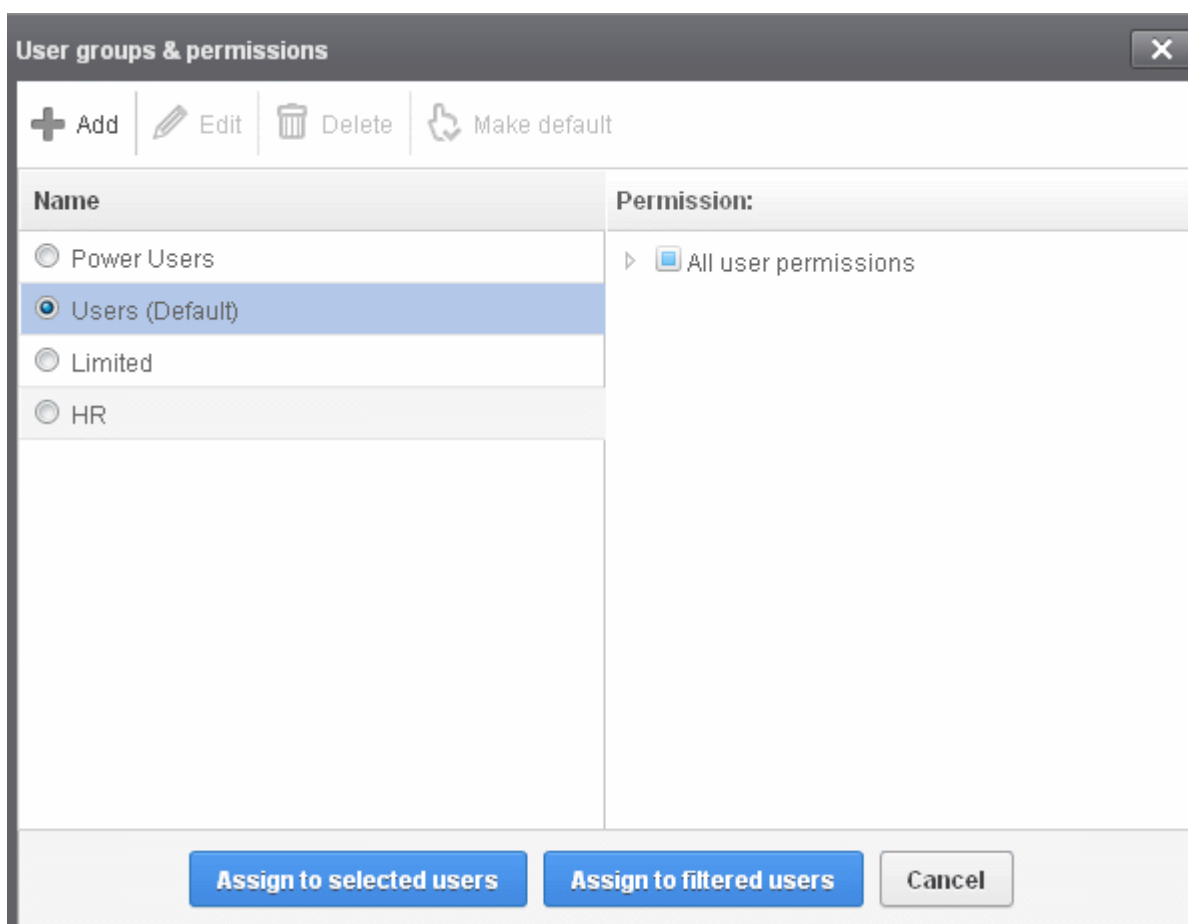 User groups & permissions
Add Edit Delete Make default
Name Permission:
Power Users
All user permissions
Users (Default)
Limited
HR
Assign to selected users Assign to filtered users Cancel